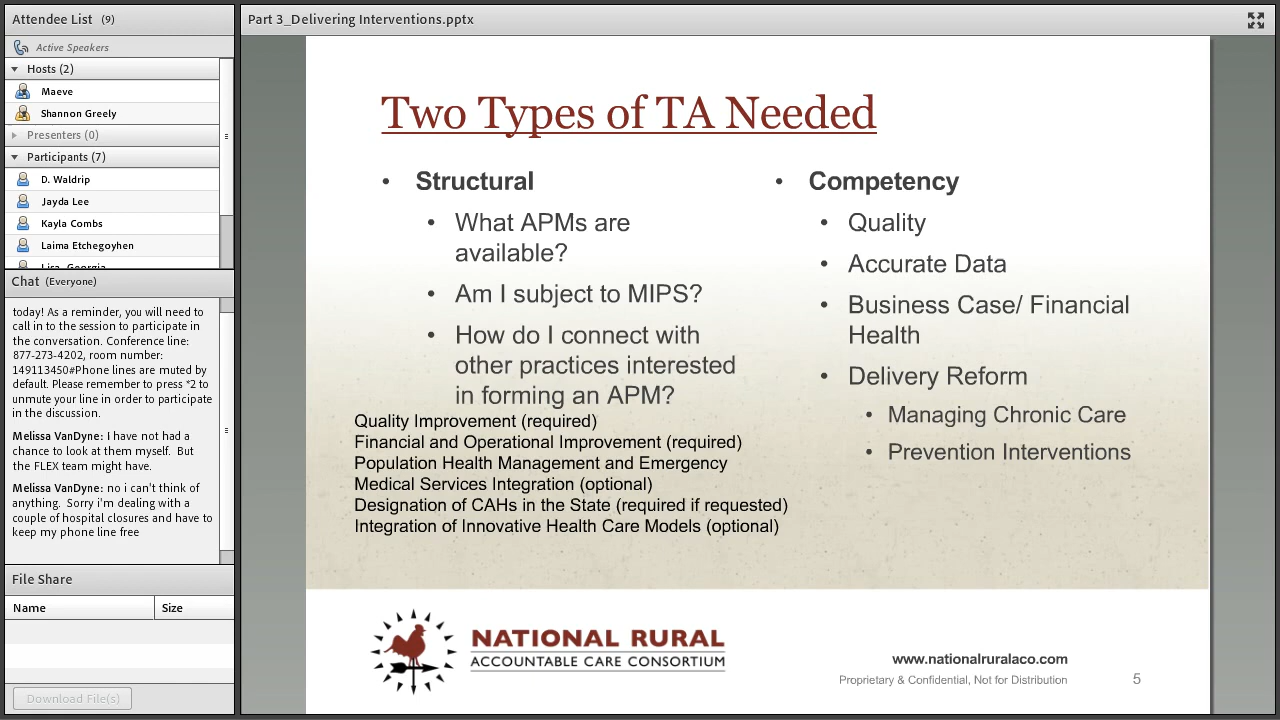 Attendee List (9)
Active Speakers
Hosts (2)
Maeve
Shannon Greely
Presenters (0)
Participants (7)
D. Waldrip
Jayda Lee
Kayla Combs
Laima Etchegoyhen
Lisa, Georgia
Chat (Everyone)
today! As a reminder, you will need to
call in to the session to participate in
the conversation. Conference line:
877-273-4202, room number:
149113450#Phone lines are muted by
default. Please remember to press *2 to
unmute your line in order to participate
in the discussion.
Melissa VanDyne: I have not had a
chance to look at them myself. But
the FLEX team might have.
Melissa VanDyne: no i can't think of
anything. Sorry i'm dealing with a
couple of hospital closures and have to
keep my phone line free
File Share
Name Size
Download File(s)
Part 3_Delivering Interventions.pptx
Two Types of TA Needed
• Structural
• What APMs are
available?
• Am I subject to MIPS?
• How do I connect with
other practices interested
in forming an APM?
Quality Improvement (required)
Financial and Operational Improvement (required)
Population Health Management and Emergency
Medical Services Integration (optional)
Designation of CAHs in the State (required if requested)
Integration of Innovative Health Care Models (optional)
• Competency
• Quality
• Accurate Data
• Business Case/ Financial
Health
• Delivery Reform
• Managing Chronic Care
• Prevention Interventions
NATIONAL RURAL
ACCOUNTABLE CARE CONSORTIUM
www.nationalruralaco.com
Proprietary & Confidential, Not for Distribution
5